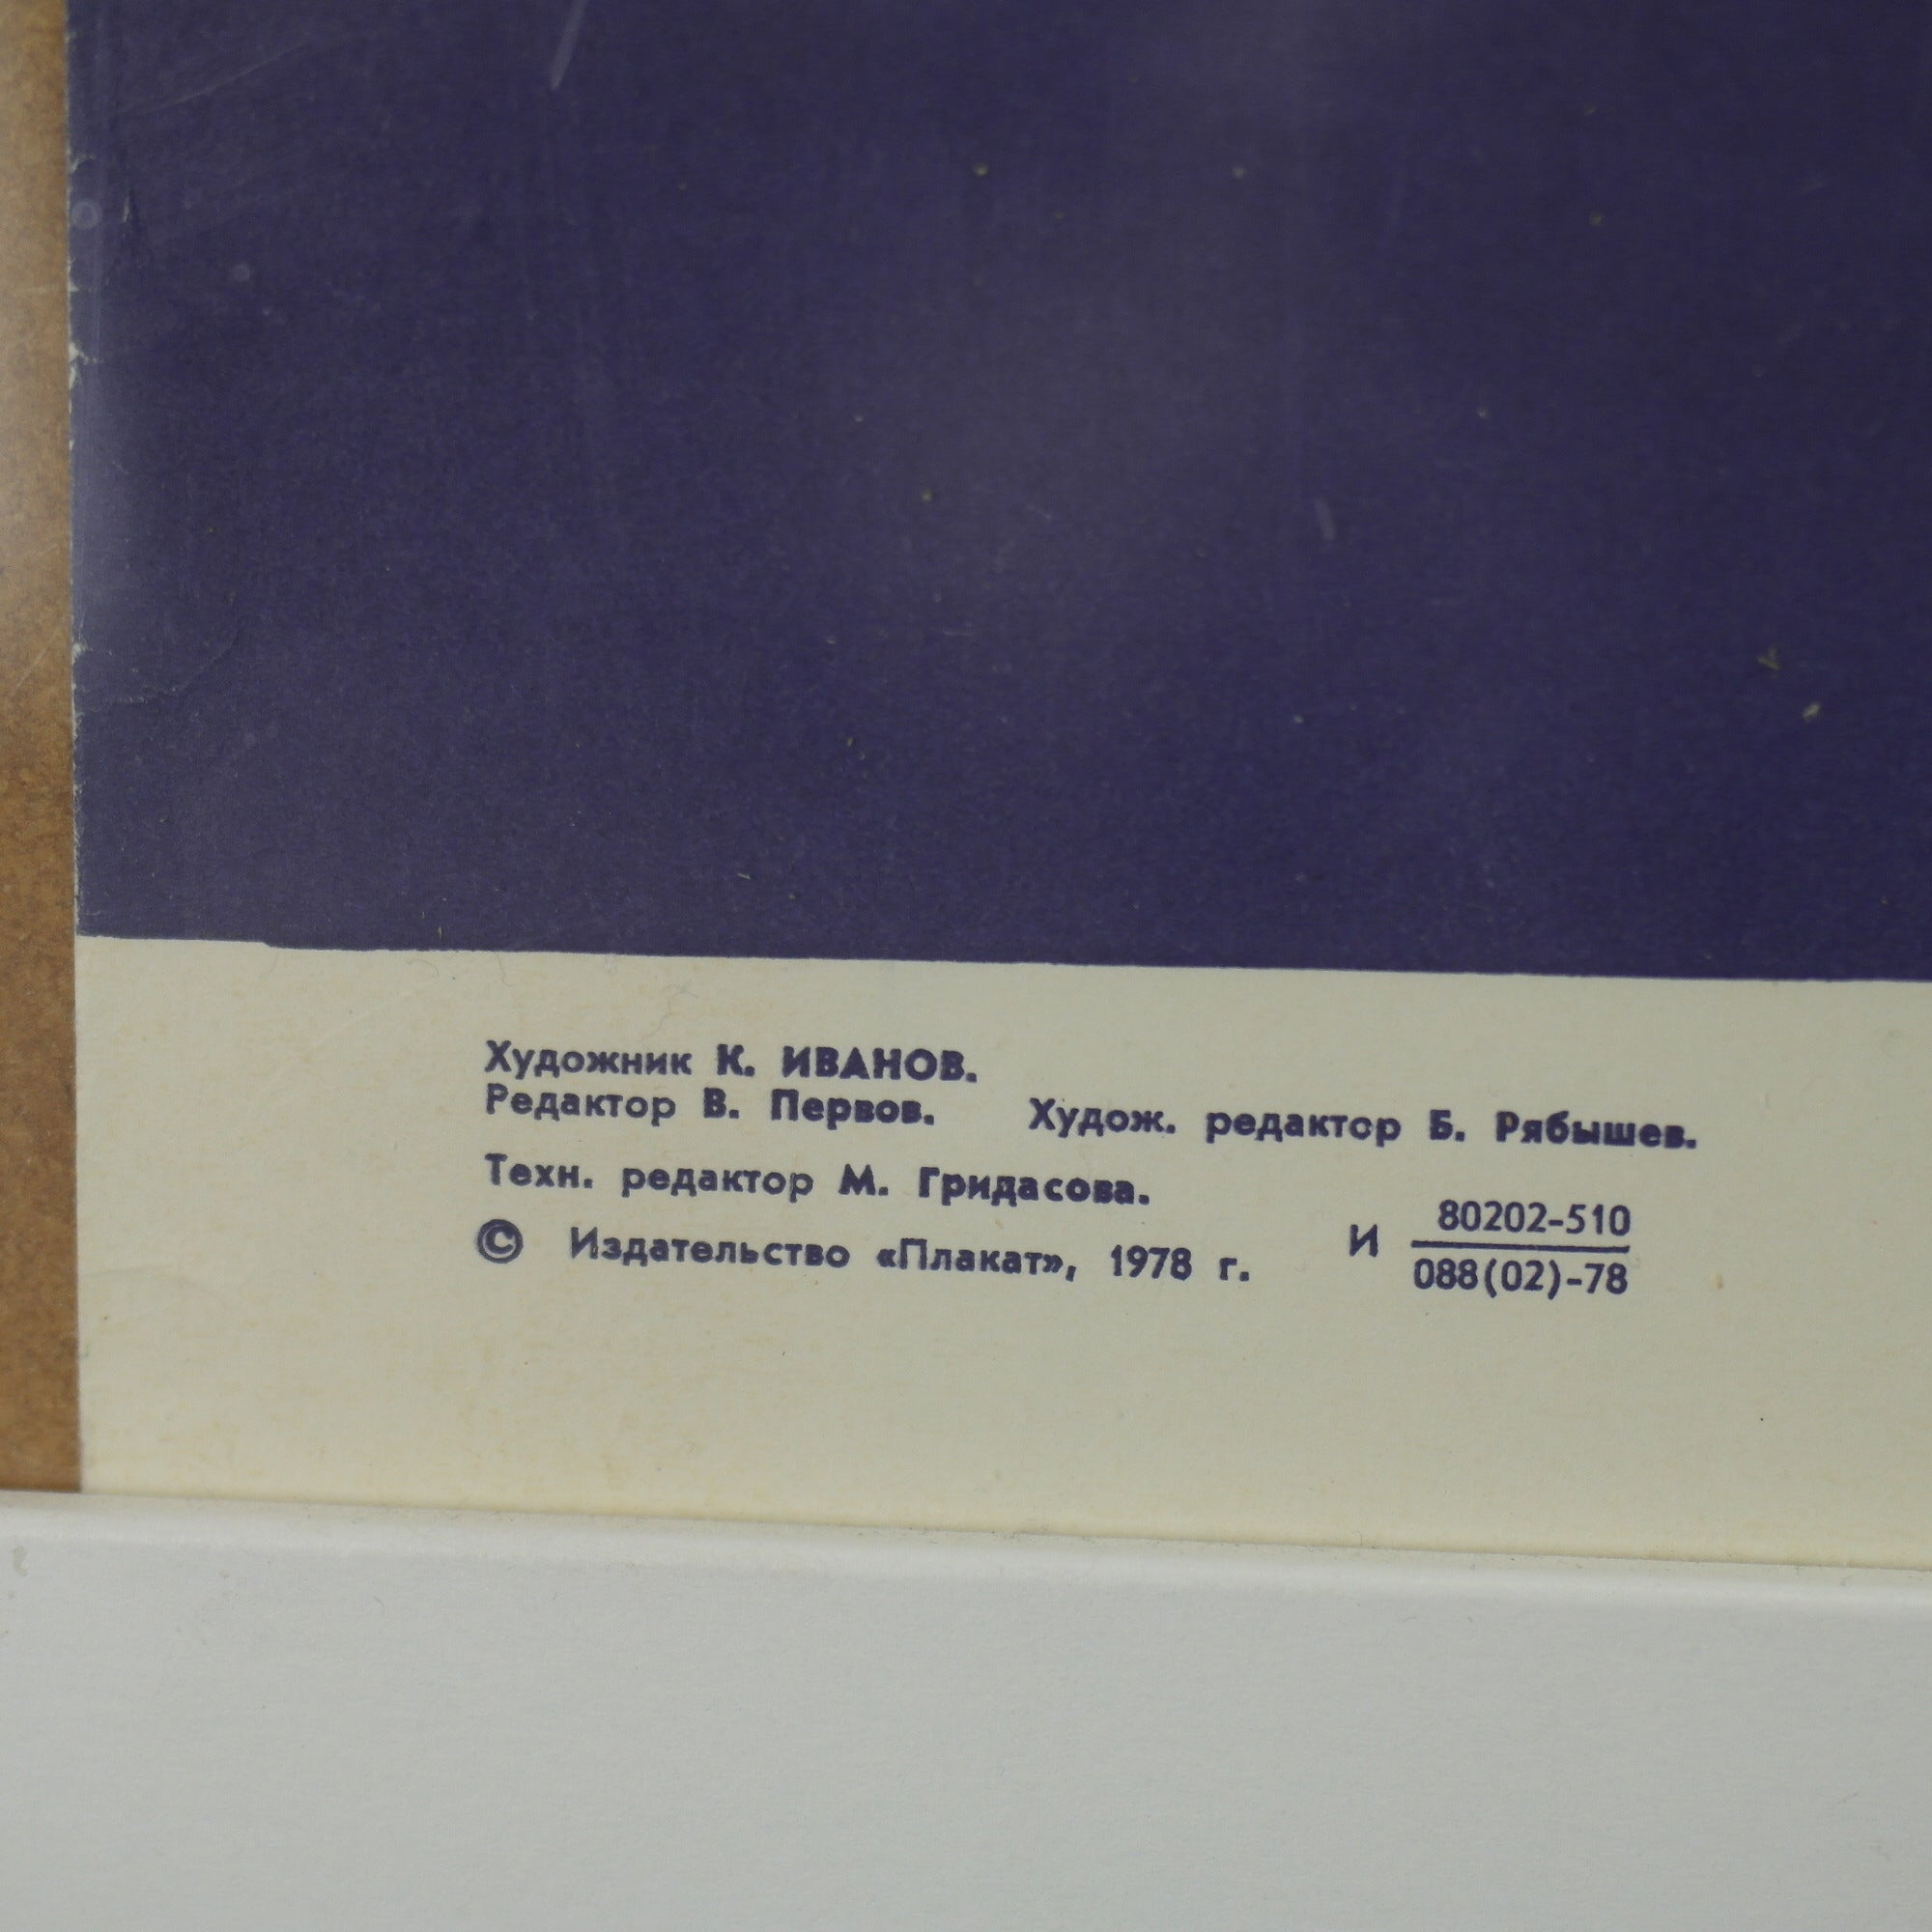 Художник К. ИВАНОВ.
Редактор В. Первов. Худож. редактор Б. Рябышев.
Техн. редактор М. Гридасова.
© Издательство «Плакат», 1978 г.
И 80202-510
088(02)-78